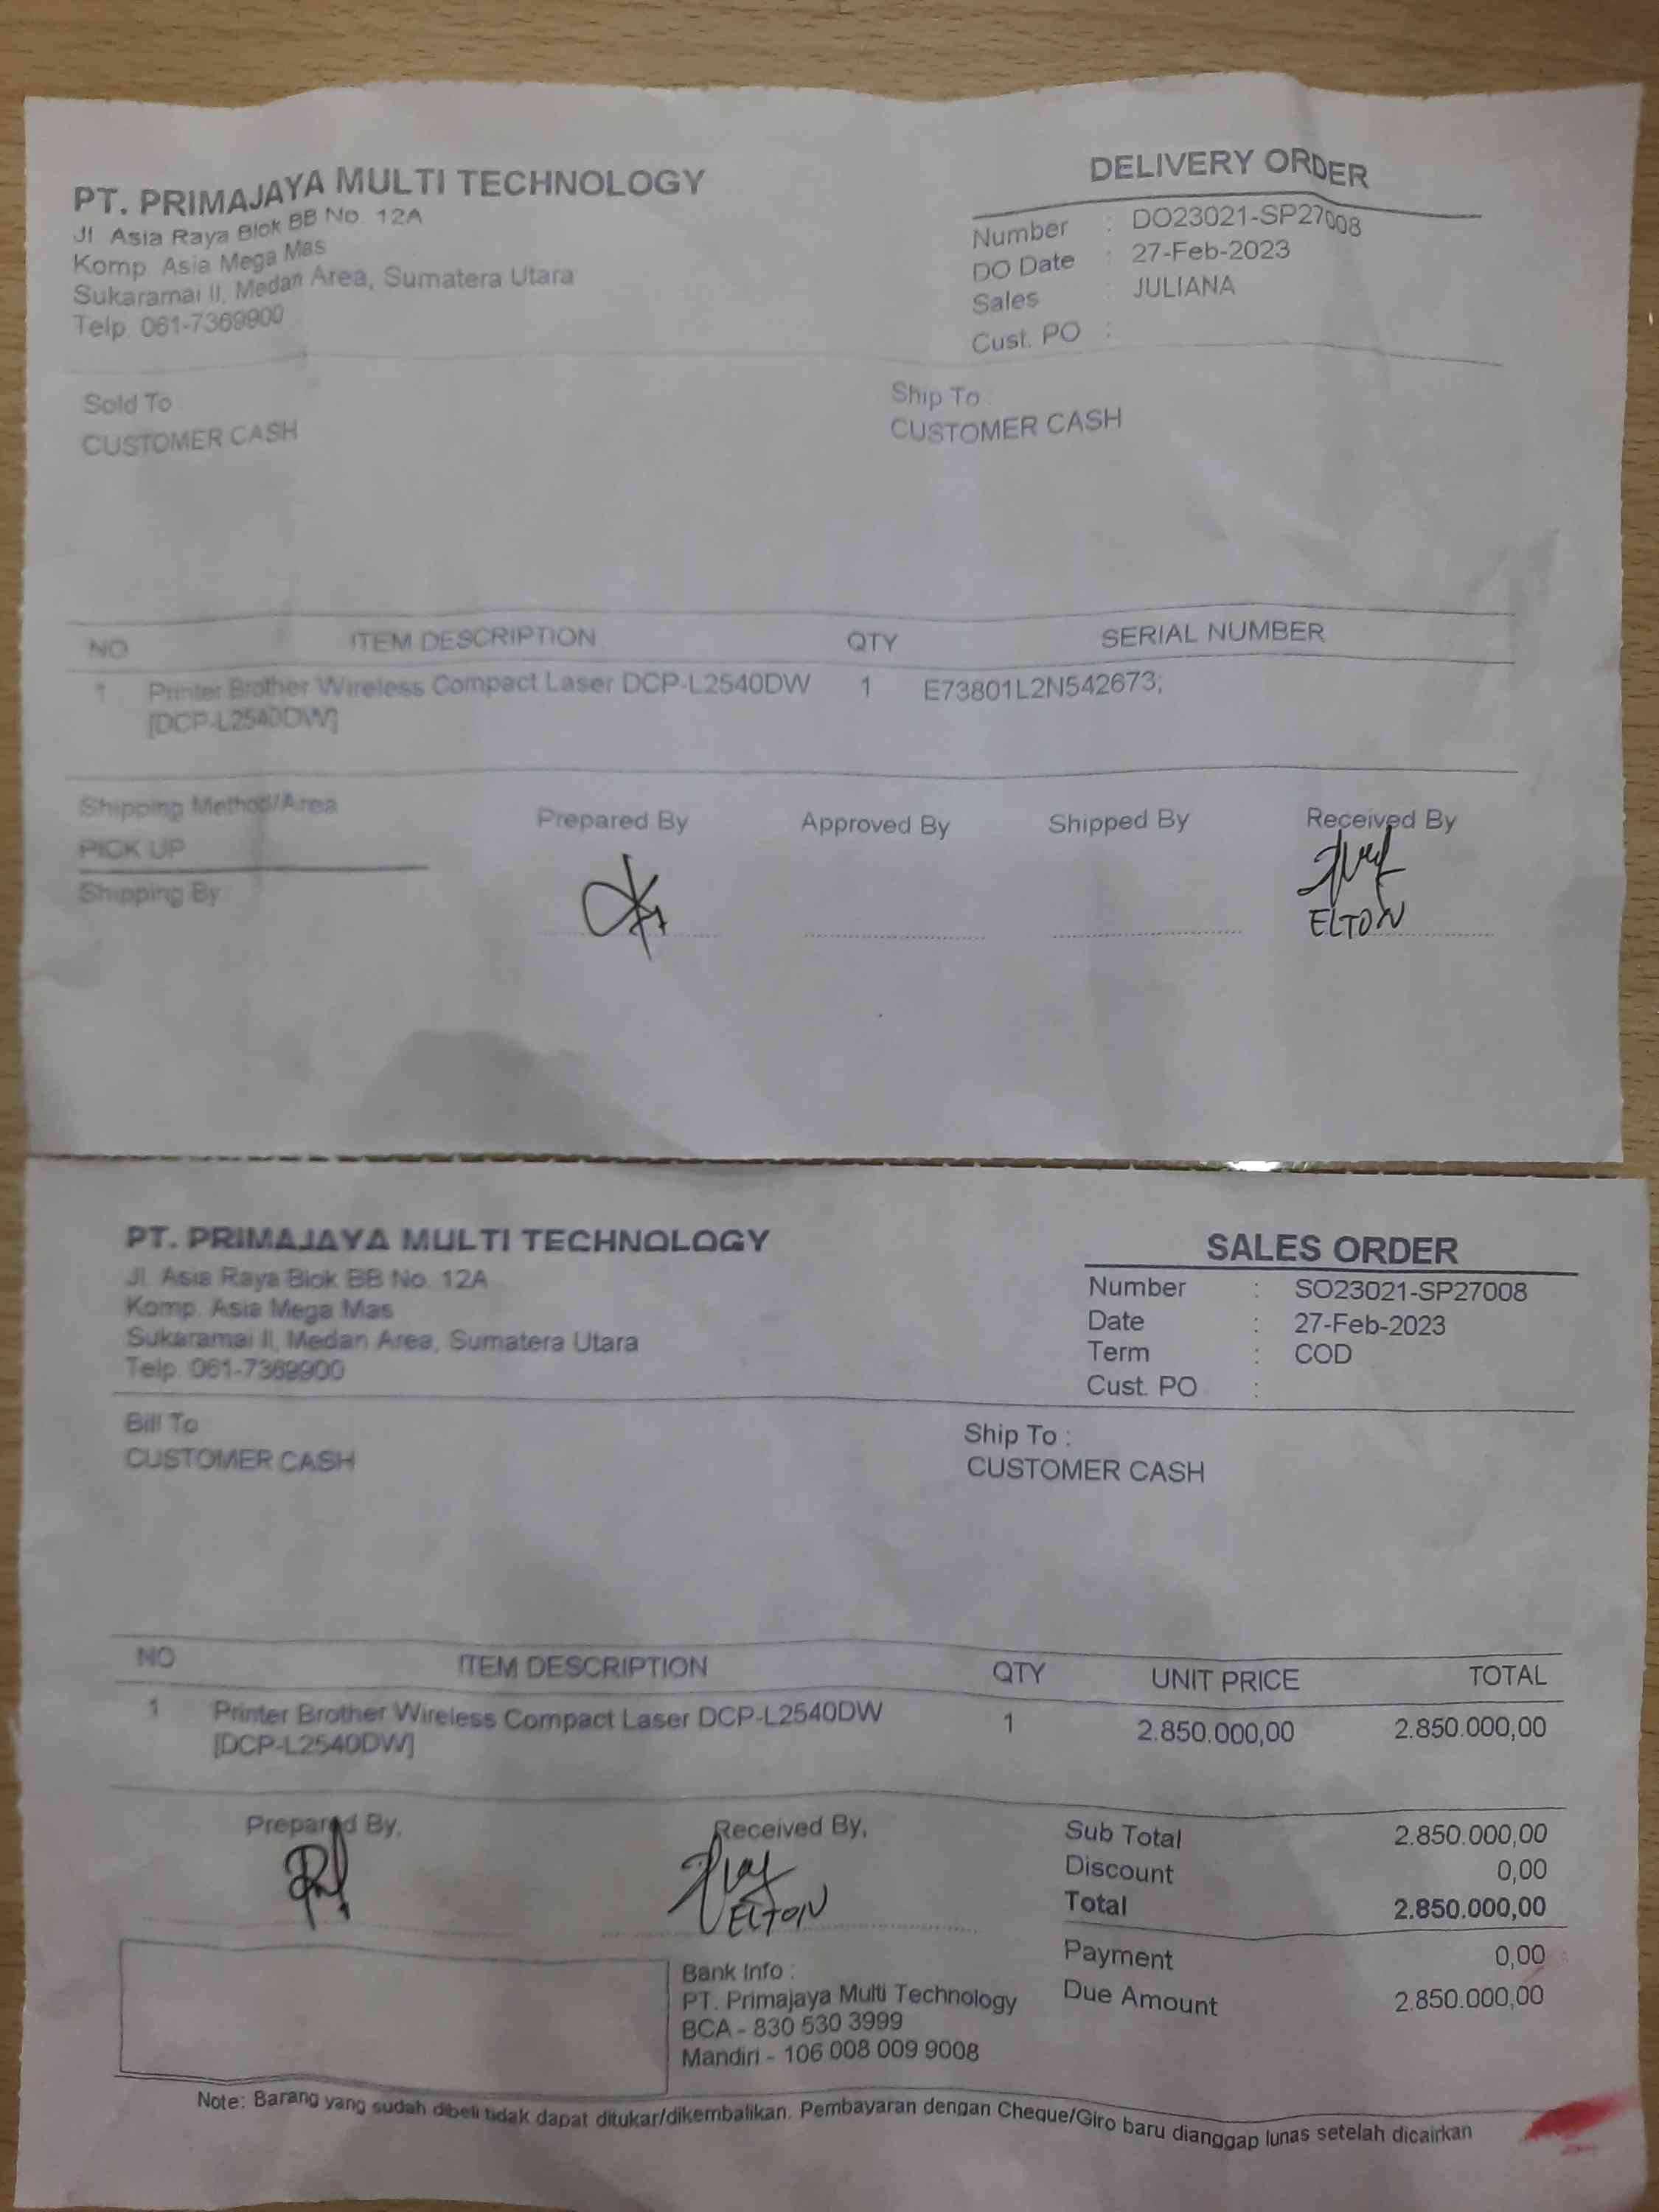 PT. PRIMAJAYA MULTI TECHNOLOGY
Jl Asia Raya Blok BB No. 12A
Komp. Asia Mega Mas
Sukaramai II, Medan Area, Sumatera Utara
Telp. 061-7369900
DELIVERY ORDER
Number : DO23021-SP27008
DO Date : 27-Feb-2023
Sales : JULIANA
Cust. PO :
Sold To
CUSTOMER CASH
Ship To :
CUSTOMER CASH
NO ITEM DESCRIPTION QTY SERIAL NUMBER
1 Printer Brother Wireless Compact Laser DCP-L2540DW 1 E73801L2N542673;
[DCP-L2540DW]
Shipping Method/Area
PICK UP
Shipping By
Prepared By Approved By Shipped By Received By
ELTON
PT. PRIMAJAYA MULTI TECHNOLOGY
Jl. Asia Raya Blok BB No. 12A
Komp. Asia Mega Mas
Sukaramai II, Medan Area, Sumatera Utara
Telp. 061-7369900
SALES ORDER
Number : SO23021-SP27008
Date : 27-Feb-2023
Term : COD
Cust. PO :
Bill To
CUSTOMER CASH
Ship To :
CUSTOMER CASH
NO ITEM DESCRIPTION QTY UNIT PRICE TOTAL
1 Printer Brother Wireless Compact Laser DCP-L2540DW 1 2.850.000,00 2.850.000,00
[DCP-L2540DW]
Prepared By, Received By,
ELTON
Sub Total 2.850.000,00
Discount 0,00
Total 2.850.000,00
Payment 0,00
Due Amount 2.850.000,00
Bank Info :
PT. Primajaya Multi Technology
BCA - 830 530 3999
Mandiri - 106 008 009 9008
Note: Barang yang sudah dibeli tidak dapat ditukar/dikembalikan. Pembayaran dengan Cheque/Giro baru dianggap lunas setelah dicairkan